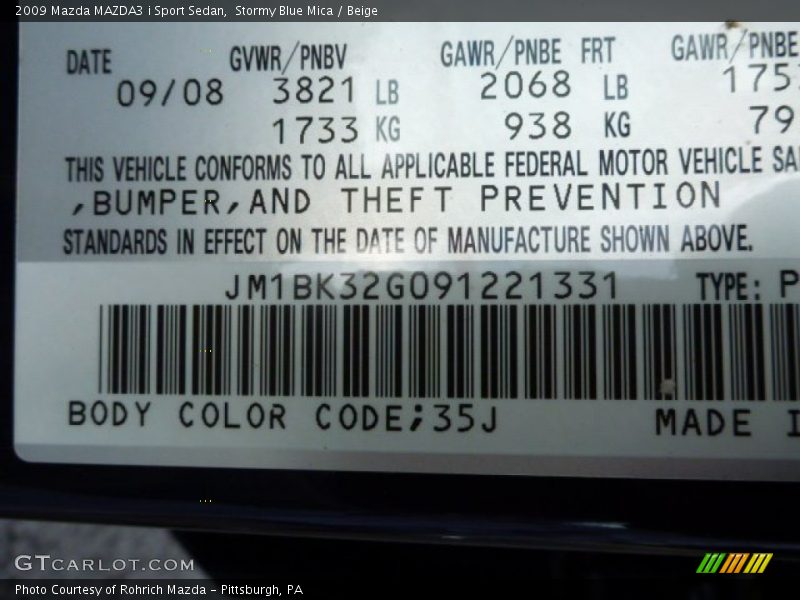 2009 Mazda MAZDA3 i Sport Sedan,  Stormy Blue Mica / Beige
DATE GVWR/PNBV GAWR/PNBE FRT GAWR/PNBE
09/08 3821 LB 2068 LB 175
1733 KG 938 KG 79
THIS VEHICLE CONFORMS TO ALL APPLICABLE FEDERAL MOTOR VEHICLE SA
,BUMPER,AND THEFT PREVENTION
STANDARDS IN EFFECT ON THE DATE OF MANUFACTURE SHOWN ABOVE.
JM1BK32G091221331 TYPE: P
BODY COLOR CODE;35J MADE I
GTCARLOT.COM
Photo Courtesy of Rohrich Mazda - Pittsburgh, PA